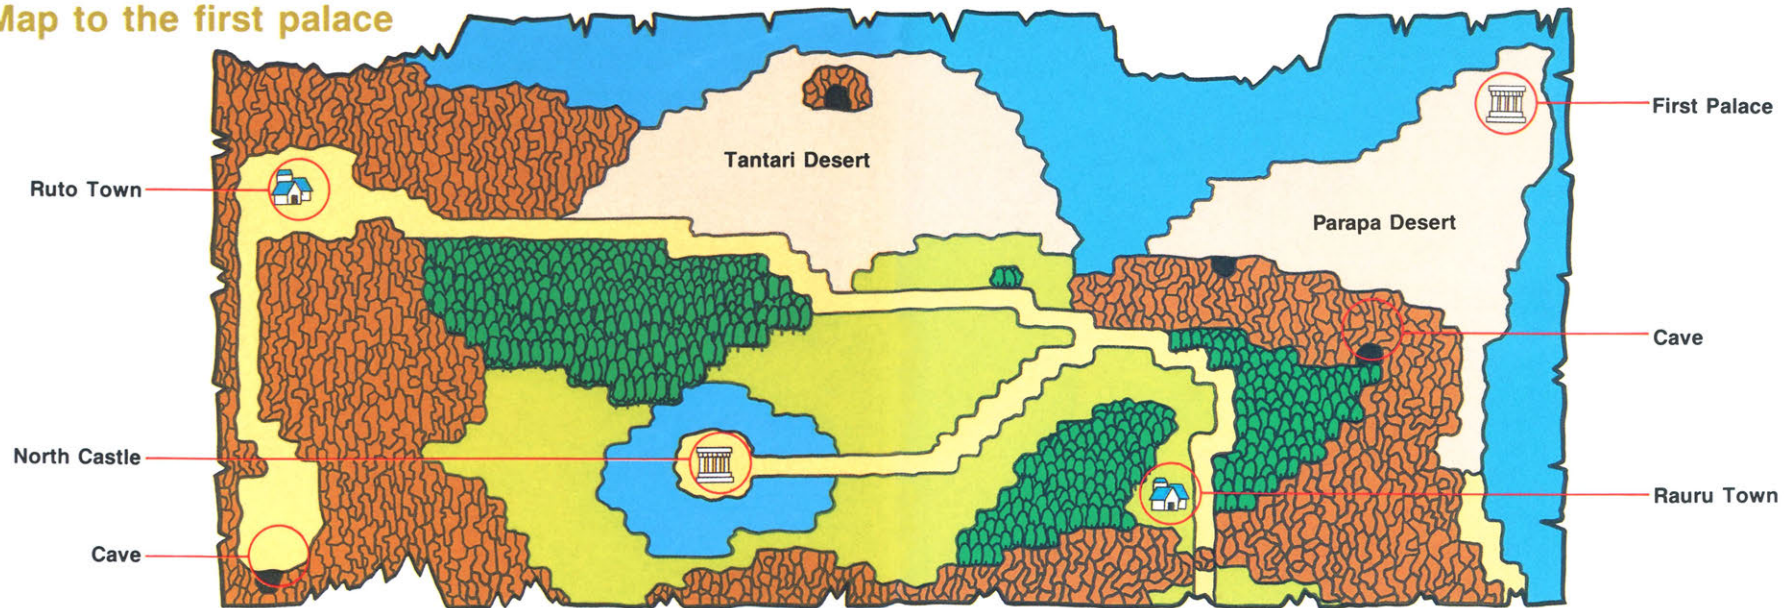 Map to the first palace
First Palace
Tantari Desert
Ruto Town
Parapa Desert
Cave
North Castle
Rauru Town
Cave